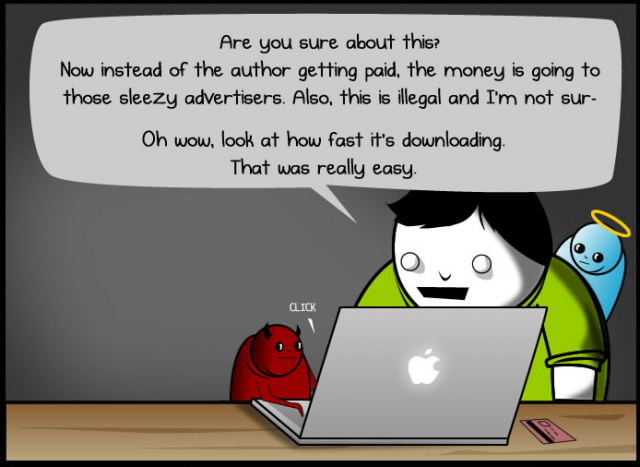 Are you sure about this?
Now instead of the author getting paid, the money is going to
those sleezy advertisers. Also, this is illegal and I'm not sur-
Oh wow, look at how fast it's downloading.
That was really easy.
CLICK